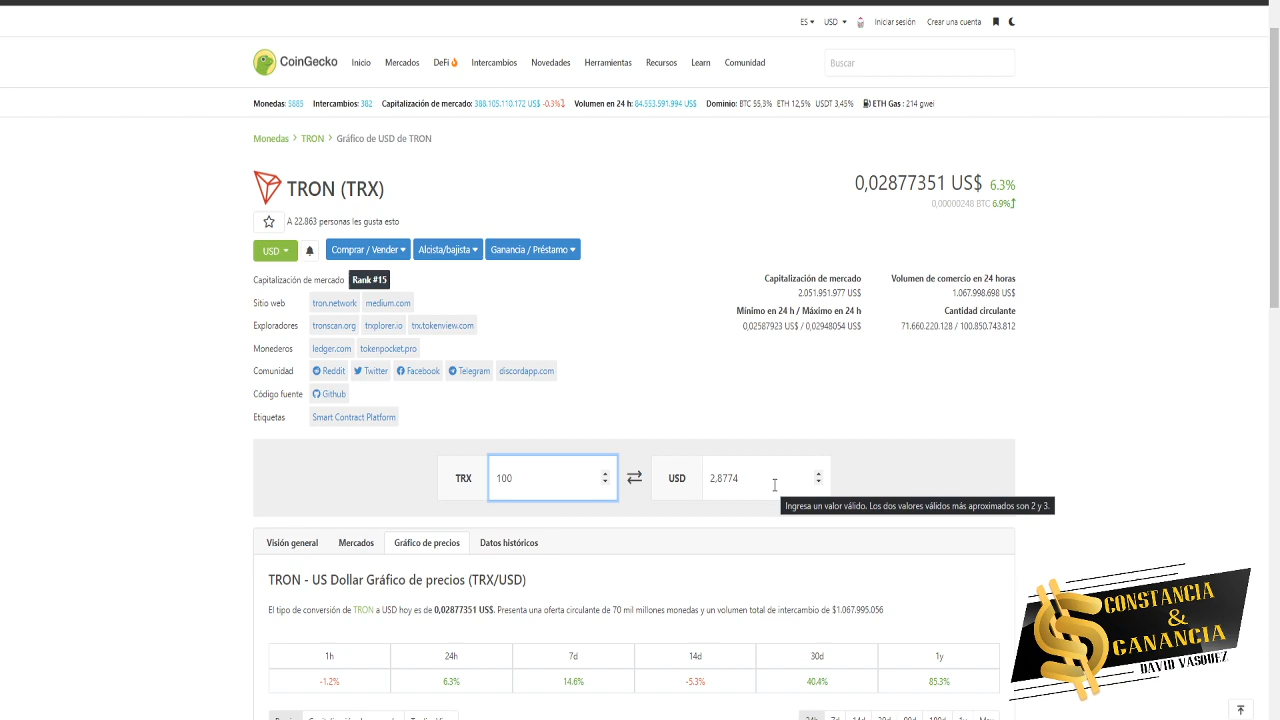 ES USD Iniciar sesión Crear una cuenta
CoinGecko Inicio Mercados DeFi Intercambios Novedades Herramientas Recursos Learn Comunidad Buscar
Monedas: 5885 Intercambios: 382 Capitalización de mercado: 388.105.110.172 US$ -0.3% Volumen en 24 h: 84.553.591.994 US$ Dominio: BTC 55,3% ETH 12,5% USDT 3,45% ETH Gas : 214 gwei
Monedas > TRON > Gráfico de USD de TRON
TRON (TRX)
0,02877351 US$ 6.3%
0,00000248 BTC 6.9%
A 22.863 personas les gusta esto
USD Comprar / Vender Alcista/bajista Ganancia / Préstamo
Capitalización de mercado Rank #15
Sitio web tron.network medium.com
Exploradores tronscan.org trxplorer.io trx.tokenview.com
Monederos ledger.com tokenpocket.pro
Comunidad Reddit Twitter Facebook Telegram discordapp.com
Código fuente Github
Etiquetas Smart Contract Platform
Capitalización de mercado Volumen de comercio en 24 horas
2.051.951.977 US$ 1.067.998.698 US$
Mínimo en 24 h / Máximo en 24 h Cantidad circulante
0,02587923 US$ / 0,02948054 US$ 71.660.220.128 / 100.850.743.812
TRX 100 USD 2,8774
Ingresa un valor válido. Los dos valores válidos más aproximados son 2 y 3.
Visión general Mercados Gráfico de precios Datos históricos
TRON - US Dollar Gráfico de precios (TRX/USD)
El tipo de conversión de TRON a USD hoy es de 0,02877351 US$. Presenta una oferta circulante de 70 mil millones monedas y un volumen total de intercambio de $1.067.995.056
1h 24h 7d 14d 30d 1y
-1.2% 6.3% 14.6% -5.3% 40.4% 85.3%
CONSTANCIA
&
GANANCIA
DAVID VASQUEZ